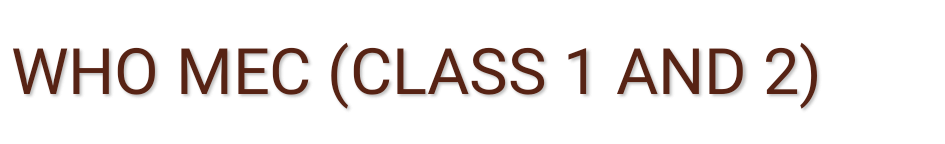 WHO MEC (CLASS 1 AND 2)